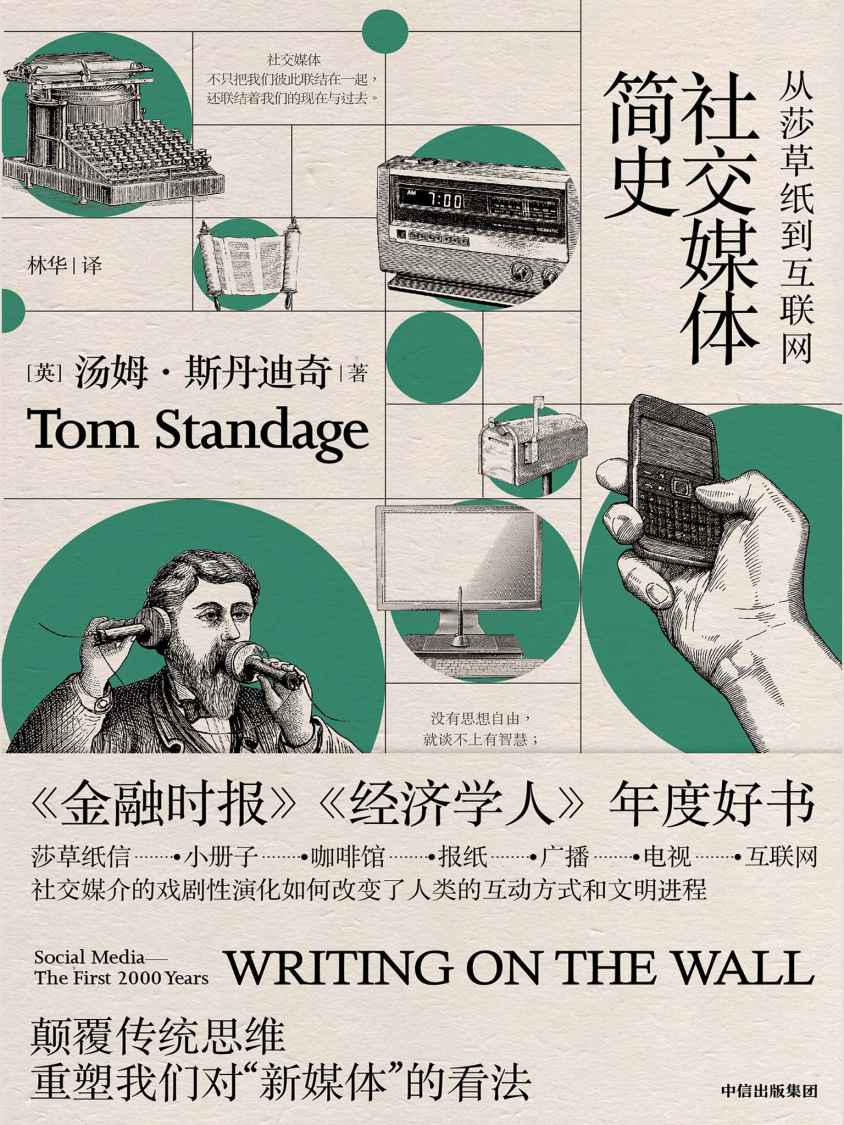 社交媒体
不只把我们彼此联结在一起，
还联结着我们的现在与过去。
从莎草纸到互联网
社交媒体
简史
AM 7:00
林华|译
[英] 汤姆·斯丹迪奇|著
Tom Standage
没有思想自由，
就谈不上有智慧；
《金融时报》《经济学人》年度好书
莎草纸信……•小册子……•咖啡馆……•报纸……•广播……•电视……•互联网
社交媒介的戏剧性演化如何改变了人类的互动方式和文明进程
Social Media—
The First 2000 Years
WRITING ON THE WALL
颠覆传统思维
重塑我们对“新媒体”的看法
中信出版集团